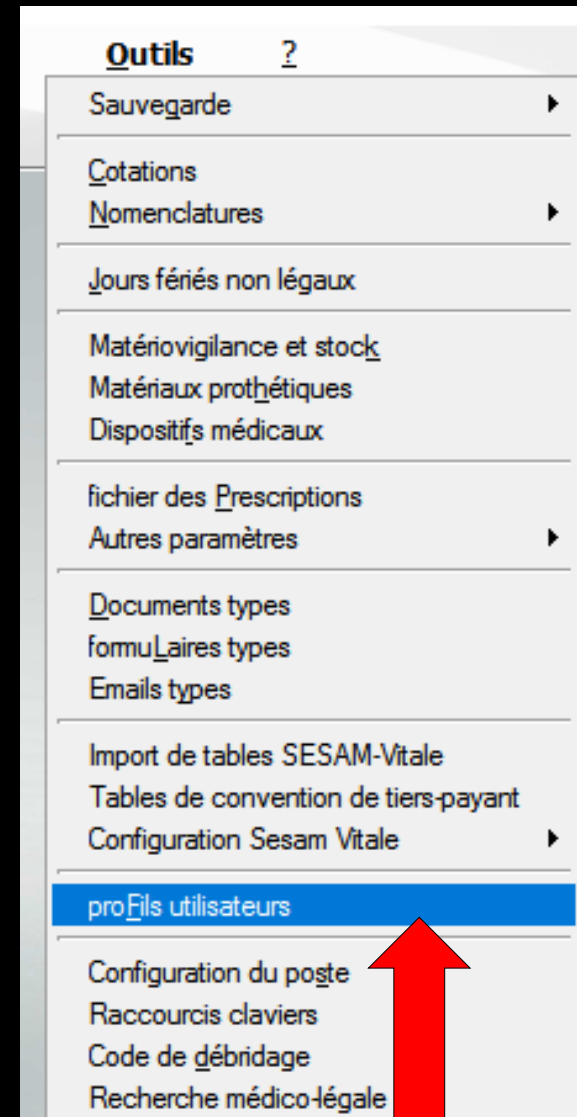 Outils ?
Sauvegarde
Cotations
Nomenclatures
Jours fériés non légaux
Matériovigilance et stock
Matériaux prothétiques
Dispositifs médicaux
fichier des Prescriptions
Autres paramètres
Documents types
formuLaires types
Emails types
Import de tables SESAM-Vitale
Tables de convention de tiers-payant
Configuration Sesam Vitale
proFils utilisateurs
Configuration du poste
Raccourcis claviers
Code de débridage
Recherche médico-légale